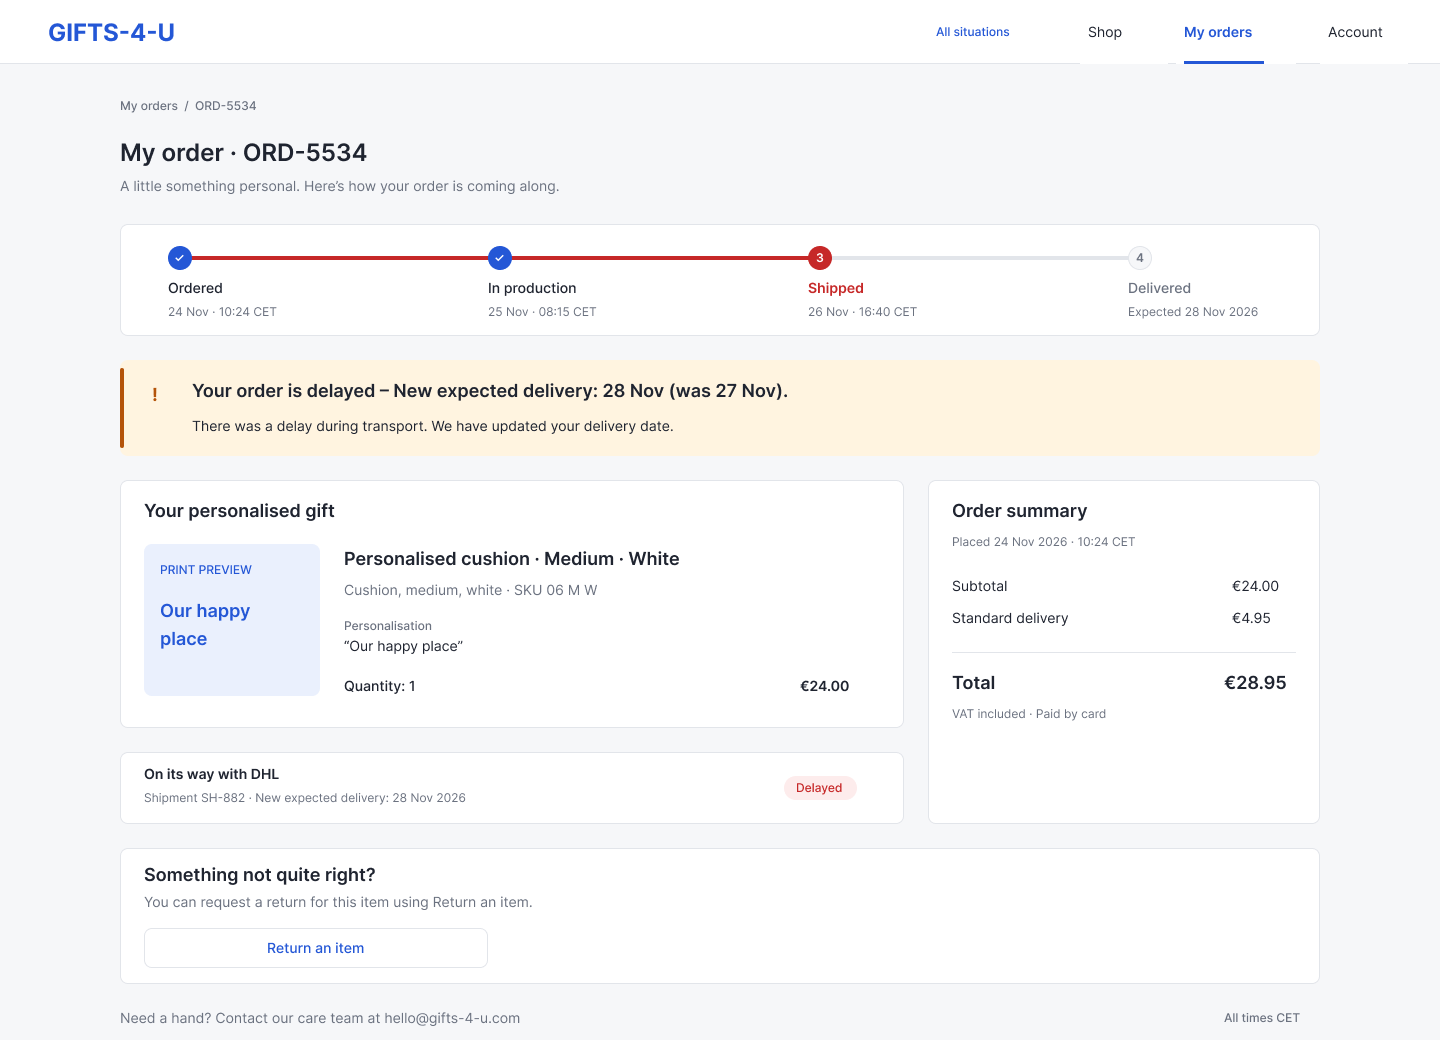 GIFTS-4-U
All situations
Shop
My orders
Account
My orders / ORD-5534
My order · ORD-5534
A little something personal. Here’s how your order is coming along.
3
4
Ordered
In production
Shipped
Delivered
24 Nov · 10:24 CET
25 Nov · 08:15 CET
26 Nov · 16:40 CET
Expected 28 Nov 2026
!
Your order is delayed – New expected delivery: 28 Nov (was 27 Nov).
There was a delay during transport. We have updated your delivery date.
Your personalised gift
PRINT PREVIEW
Our happy
place
Personalised cushion · Medium · White
Cushion, medium, white · SKU 06 M W
Personalisation
“Our happy place”
Quantity: 1
€24.00
Order summary
Placed 24 Nov 2026 · 10:24 CET
Subtotal
€24.00
Standard delivery
€4.95
Total
€28.95
VAT included · Paid by card
On its way with DHL
Shipment SH-882 · New expected delivery: 28 Nov 2026
Delayed
Something not quite right?
You can request a return for this item using Return an item.
Return an item
Need a hand? Contact our care team at hello@gifts-4-u.com
All times CET